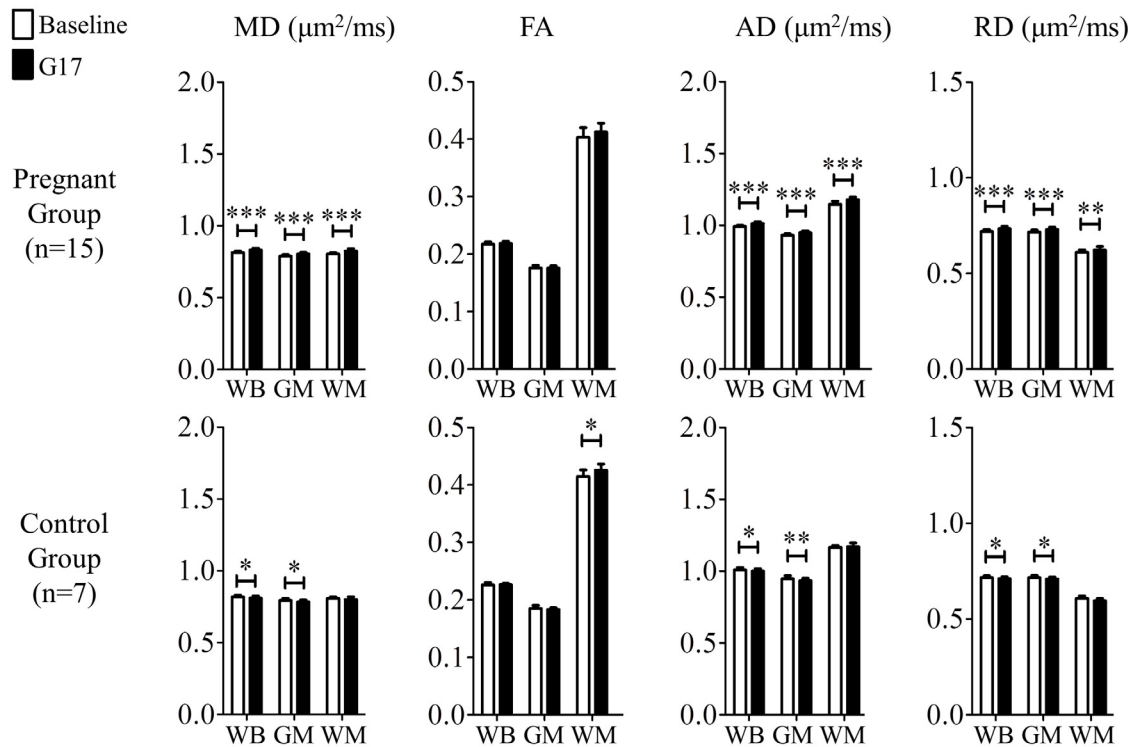 Baseline
G17
MD (μm²/ms)
FA
AD (μm²/ms)
RD (μm²/ms)
Pregnant
Group
(n=15)
2.0
1.5
1.0
0.5
0.0
*** *** ***
WB GM WM
0.5
0.4
0.3
0.2
0.1
0.0
WB GM WM
2.0
1.5
1.0
0.5
0.0
*** *** ***
WB GM WM
1.5
1.0
0.5
0.0
*** *** **
WB GM WM
Control
Group
(n=7)
2.0
1.5
1.0
0.5
0.0
* *
WB GM WM
0.5
0.4
0.3
0.2
0.1
0.0
*
WB GM WM
2.0
1.5
1.0
0.5
0.0
* **
WB GM WM
1.5
1.0
0.5
0.0
* *
WB GM WM